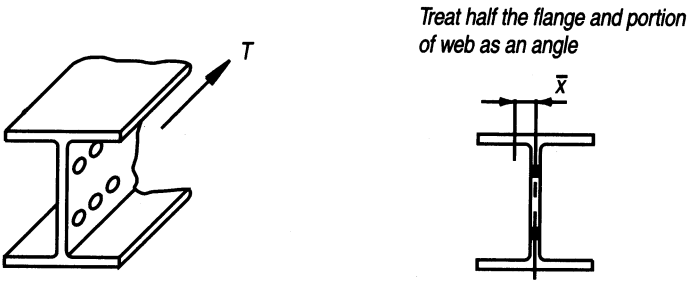 Treat half the flange and portion
of web as an angle
T
x̄